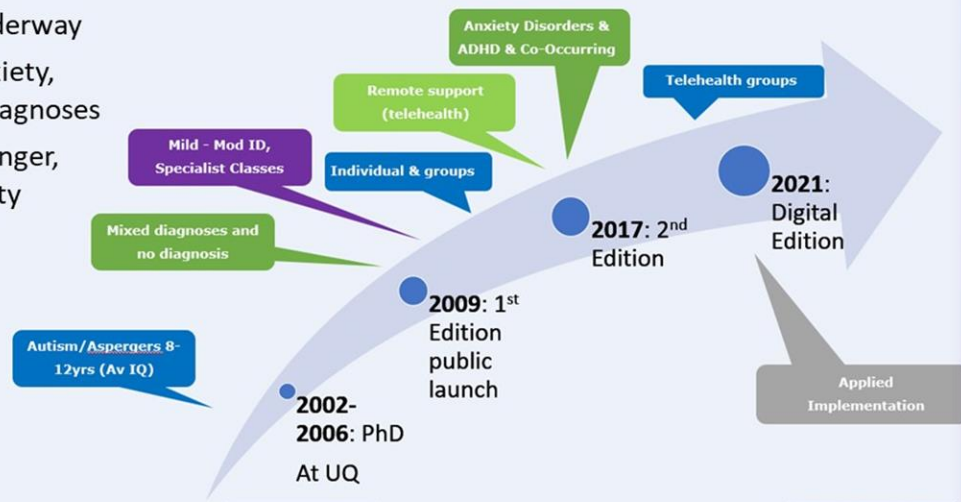 derway
iety,
agnoses
nger,
ty
Anxiety Disorders &
ADHD & Co-Occurring
Remote support
(telehealth)
Telehealth groups
Mild - Mod ID,
Specialist Classes
Individual & groups
Mixed diagnoses and
no diagnosis
Autism/Aspergers 8-
12yrs (Av IQ)
2002-
2006: PhD
At UQ
2009: 1st
Edition
public
launch
2017: 2nd
Edition
2021:
Digital
Edition
Applied
Implementation